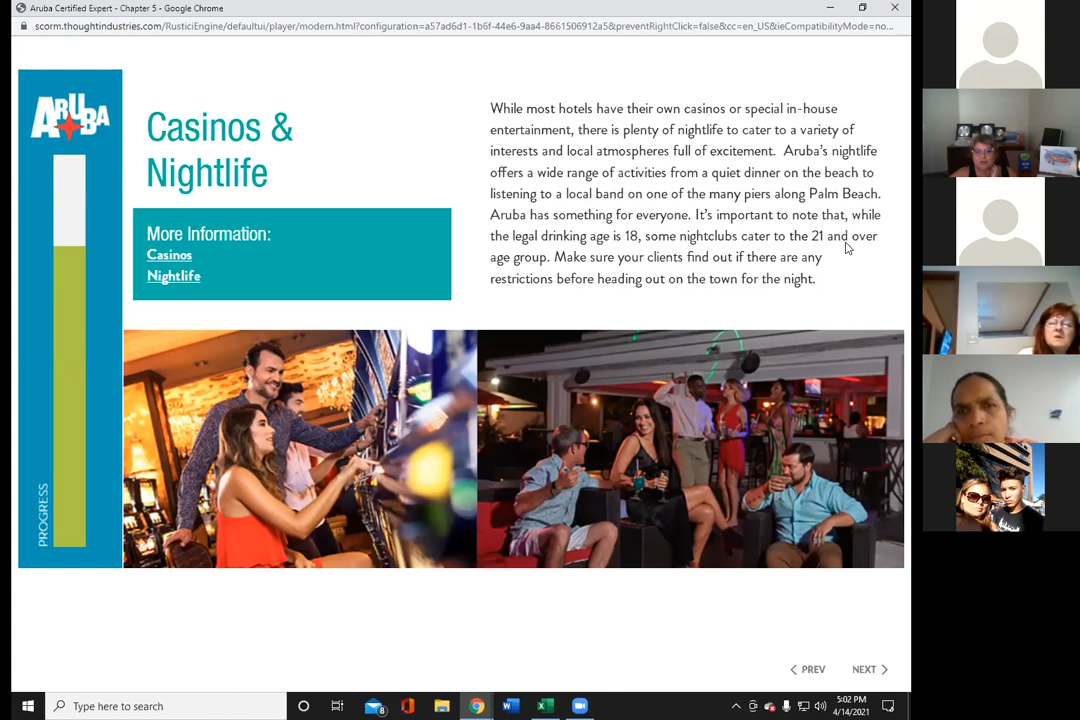 Aruba Certified Expert - Chapter 5 - Google Chrome
scorm.thoughtindustries.com/RusticiEngine/defaultui/player/modern.html?configuration=a57ad6d1-1b6f-44e6-9aa4-8661506912a5&preventRightClick=false&cc=en_US&ieCompatibilityMode=no...
ARUBA
Casinos &
Nightlife
More Information:
Casinos
Nightlife
PROGRESS
While most hotels have their own casinos or special in-house
entertainment, there is plenty of nightlife to cater to a variety of
interests and local atmospheres full of excitement. Aruba's nightlife
offers a wide range of activities from a quiet dinner on the beach to
listening to a local band on one of the many piers along Palm Beach.
Aruba has something for everyone. It's important to note that, while
the legal drinking age is 18, some nightclubs cater to the 21 and over
age group. Make sure your clients find out if there are any
restrictions before heading out on the town for the night.
PREV NEXT
Type here to search
8
5:02 PM
4/14/2021